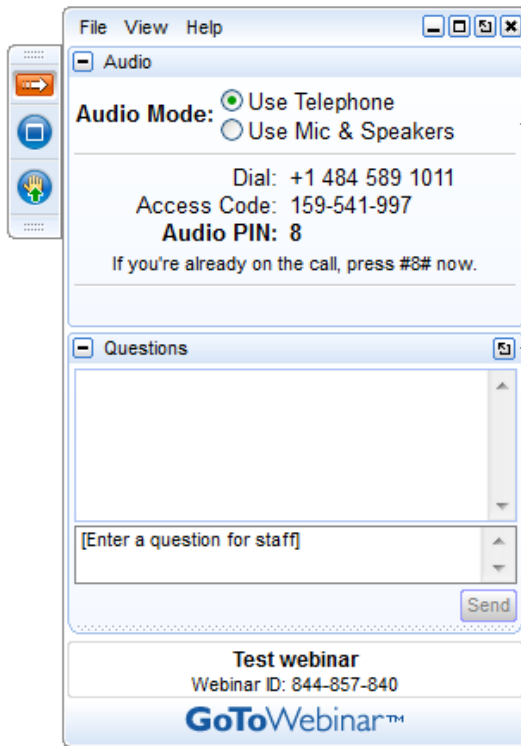 File View Help
Audio
Audio Mode: Use Telephone
Use Mic & Speakers
Dial: +1 484 589 1011
Access Code: 159-541-997
Audio PIN: 8
If you're already on the call, press #8# now.
Questions
[Enter a question for staff]
Send
Test webinar
Webinar ID: 844-857-840
GoToWebinar™